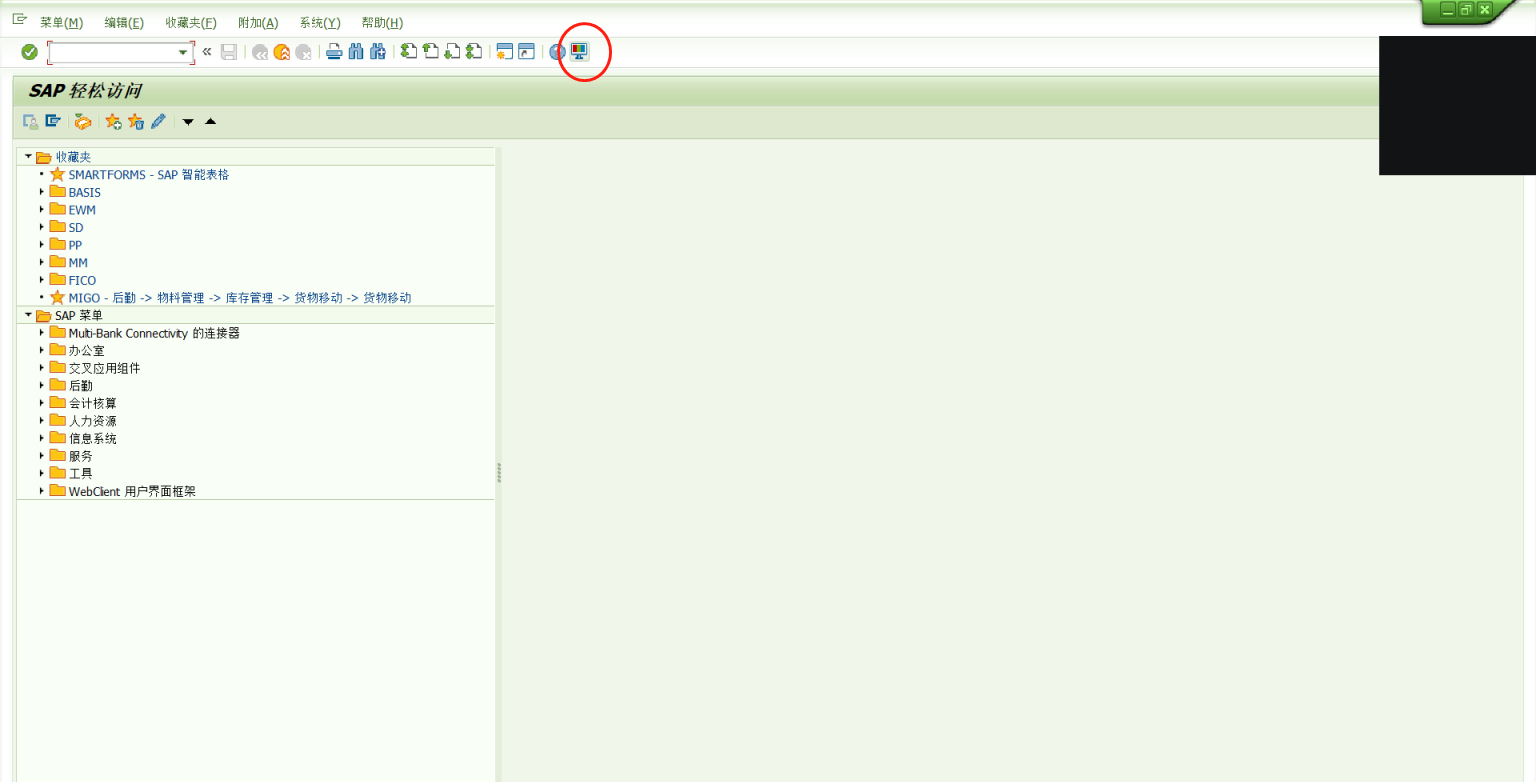 菜单(M) 编辑(E) 收藏夹(F) 附加(A) 系统(Y) 帮助(H)
SAP 轻松访问
收藏夹
SMARTFORMS - SAP 智能表格
BASIS
EWM
SD
PP
MM
FICO
MIGO - 后勤 -> 物料管理 -> 库存管理 -> 货物移动 -> 货物移动
SAP 菜单
Multi-Bank Connectivity 的连接器
办公室
交叉应用组件
后勤
会计核算
人力资源
信息系统
服务
工具
WebClient 用户界面框架